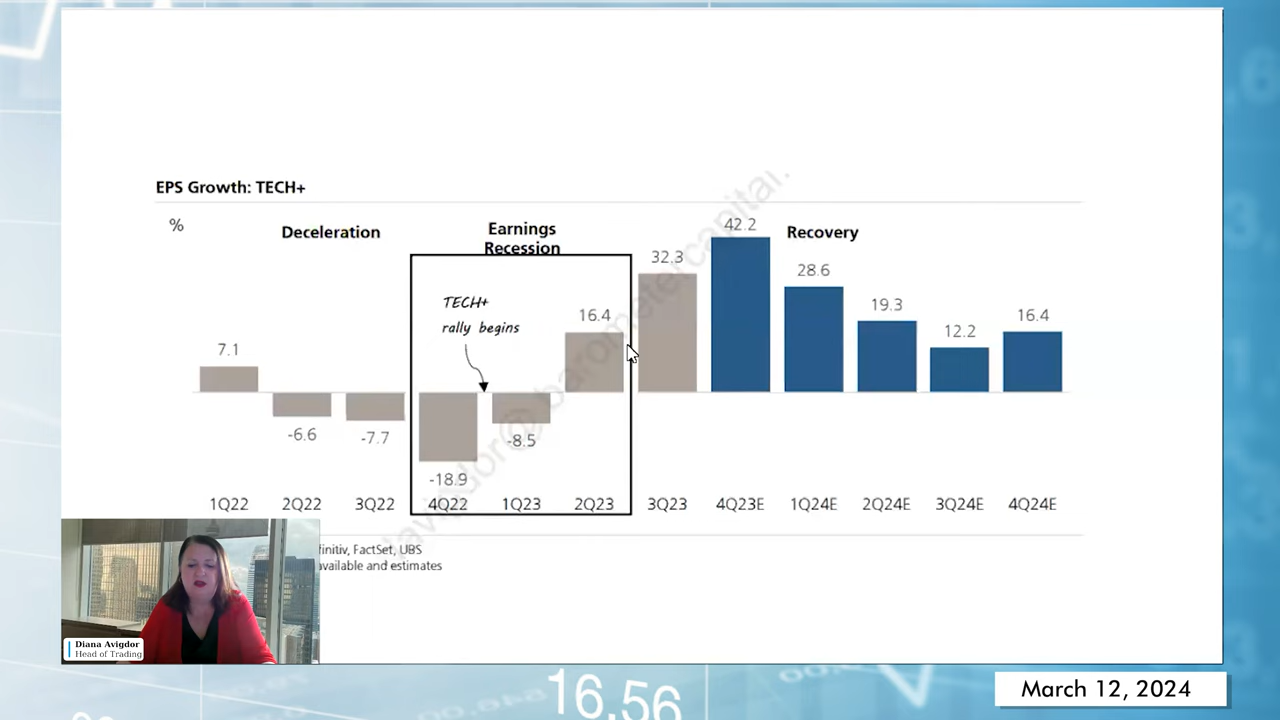 EPS Growth: TECH+
%
Deceleration
Earnings
Recession
Recovery
TECH+
rally begins
7.1
-6.6
-7.7
-18.9
-8.5
16.4
32.3
42.2
28.6
19.3
12.2
16.4
1Q22 2Q22 3Q22 4Q22 1Q23 2Q23 3Q23 4Q23E 1Q24E 2Q24E 3Q24E 4Q24E
FactSet, UBS
available and estimates
Diana Avigdor
Head of Trading
March 12, 2024
16.56